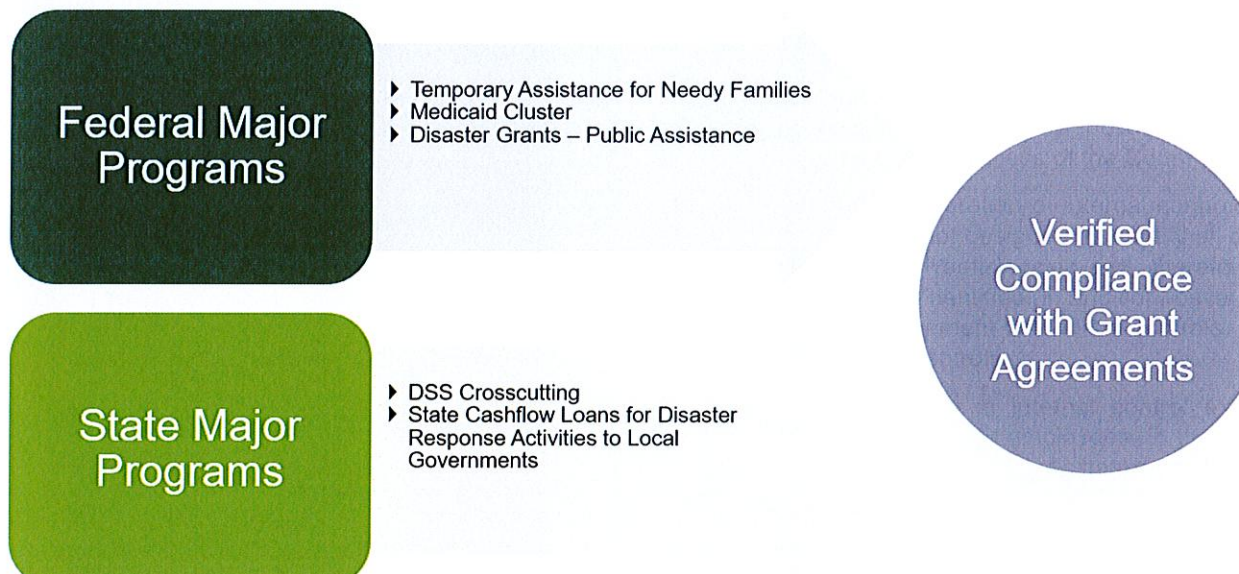 Federal Major
Programs
‣ Temporary Assistance for Needy Families
‣ Medicaid Cluster
‣ Disaster Grants – Public Assistance
State Major
Programs
‣ DSS Crosscutting
‣ State Cashflow Loans for Disaster
Response Activities to Local
Governments
Verified
Compliance
with Grant
Agreements